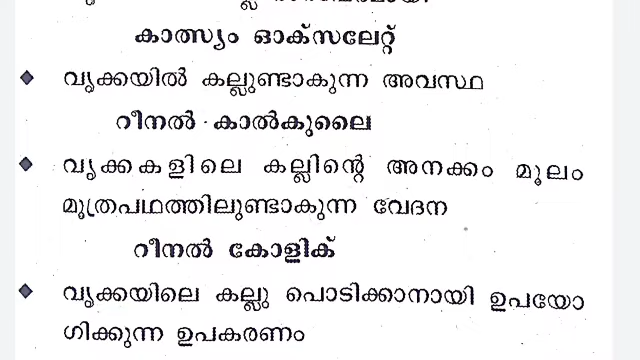 കാത്സ്യം ഓക്സലേറ്റ്
വൃക്കയിൽ കല്ലുണ്ടാകുന്ന അവസ്ഥ
റീനൽ കാൽകുലൈ
വൃക്കകളിലെ കല്ലിന്റെ അനക്കം മൂലം
മൂത്രപഥത്തിലുണ്ടാകുന്ന വേദന
റീനൽ കോളിക്
വൃക്കയിലെ കല്ലു പൊടിക്കാനായി ഉപയോ
ഗിക്കുന്ന ഉപകരണം